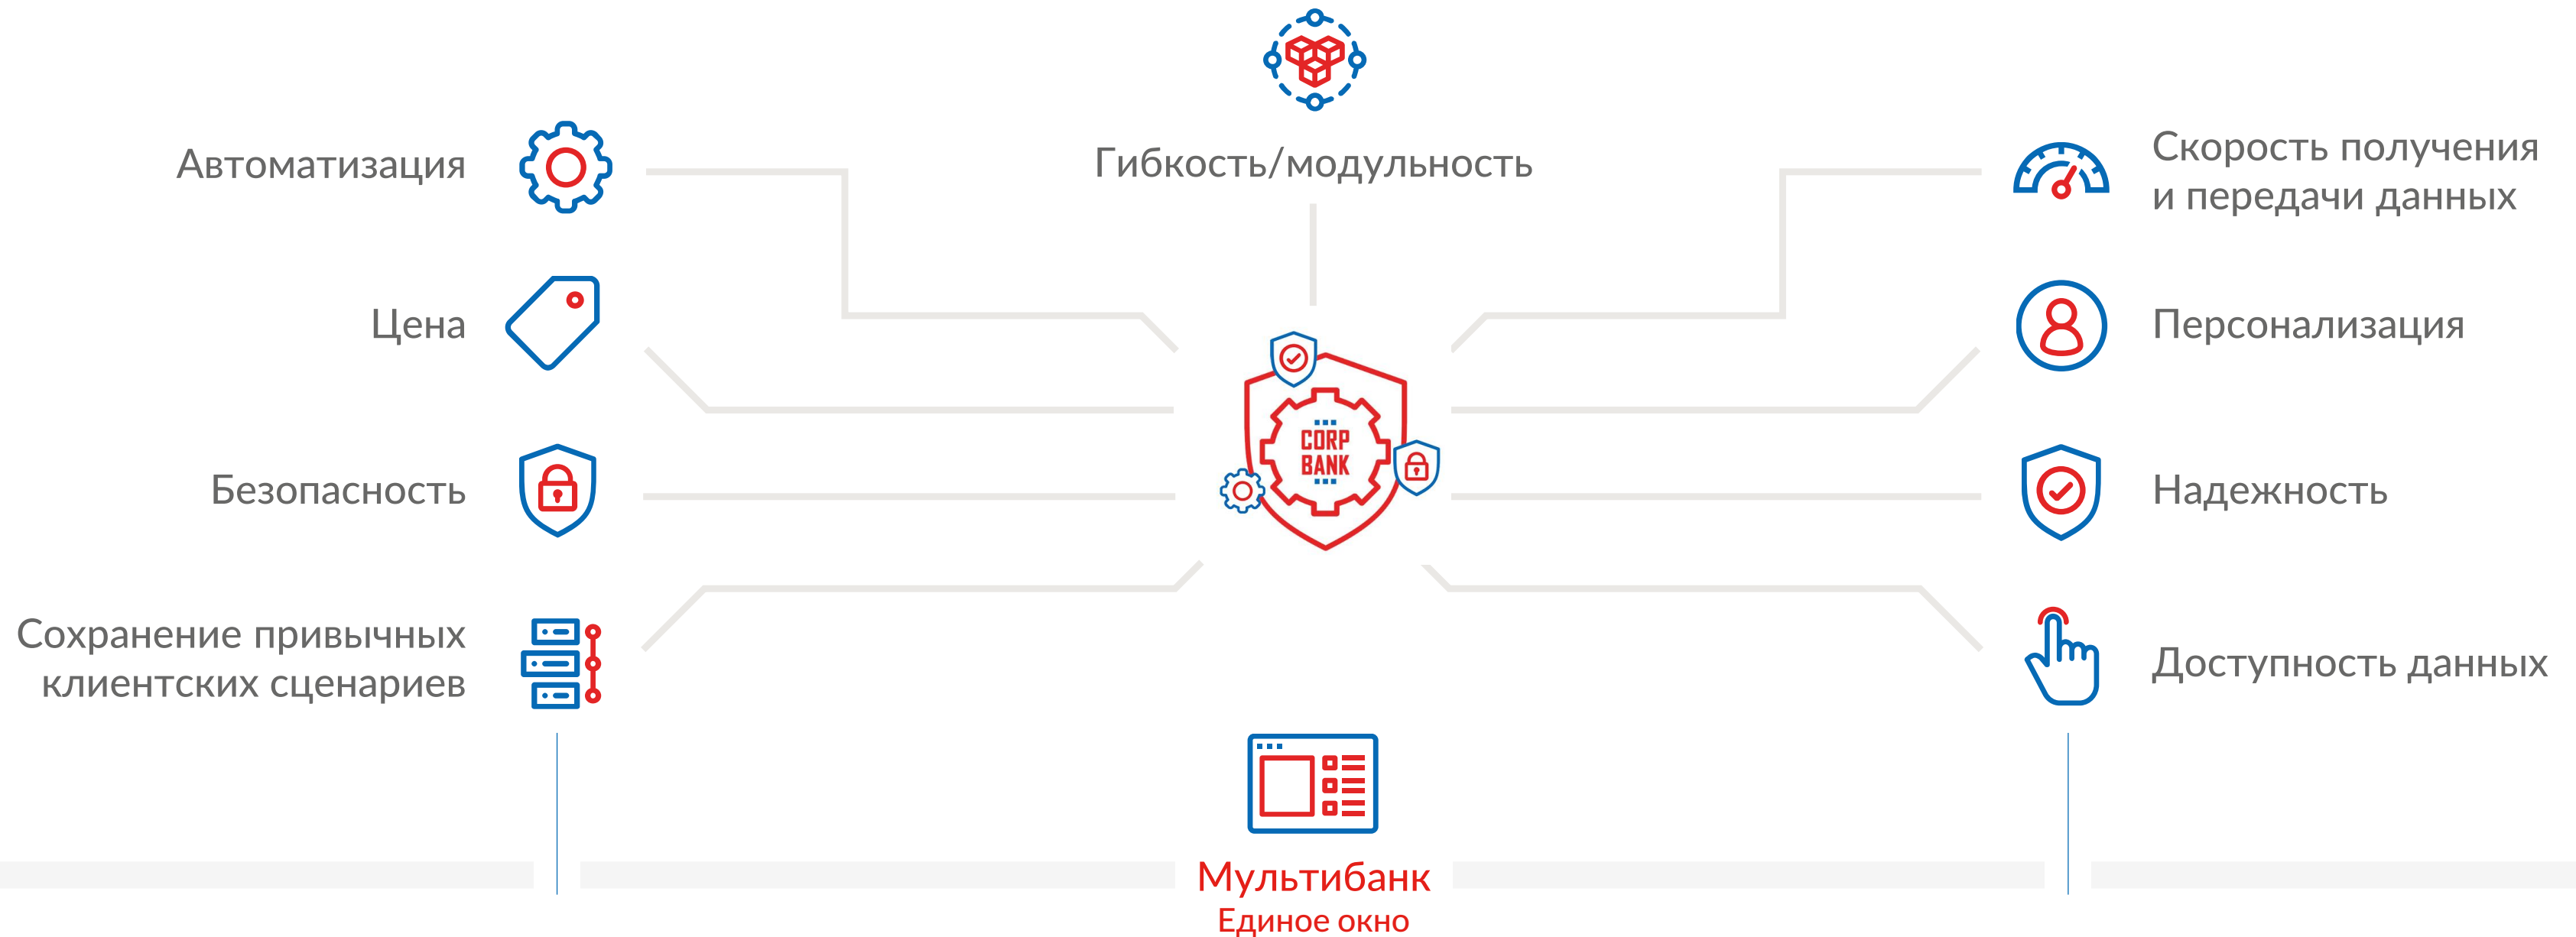 Гибкость/модульность
Автоматизация
Цена
Безопасность
Сохранение привычных
клиентских сценариев
CORP
BANK
Скорость получения
и передачи данных
Персонализация
Надежность
Доступность данных
Мультибанк
Единое окно